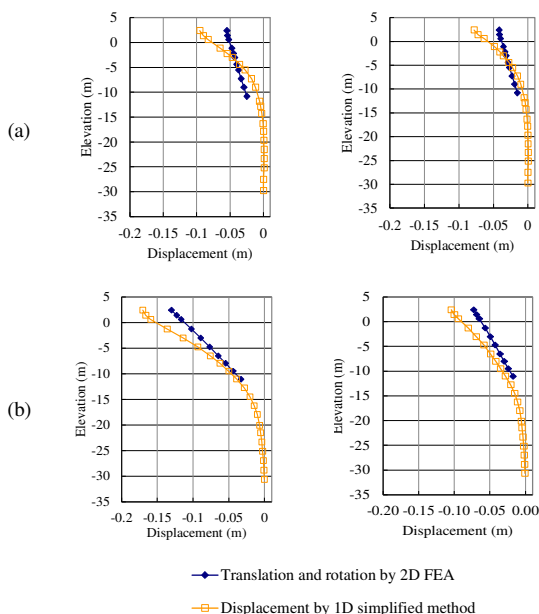 (a)
Elevation (m)
5
0
-5
-10
-15
-20
-25
-30
-35
-0.2 -0.15 -0.1 -0.05 0
Displacement (m)
Elevation (m)
5
0
-5
-10
-15
-20
-25
-30
-35
-0.2 -0.15 -0.1 -0.05 0
Displacement (m)
(b)
Elevation (m)
5
0
-5
-10
-15
-20
-25
-30
-35
-0.2 -0.15 -0.1 -0.05 0
Displacement (m)
Elevation (m)
5
0
-5
-10
-15
-20
-25
-30
-35
-0.20 -0.15 -0.10 -0.05 0.00
Displacement (m)
Translation and rotation by 2D FEA
Displacement by 1D simplified method